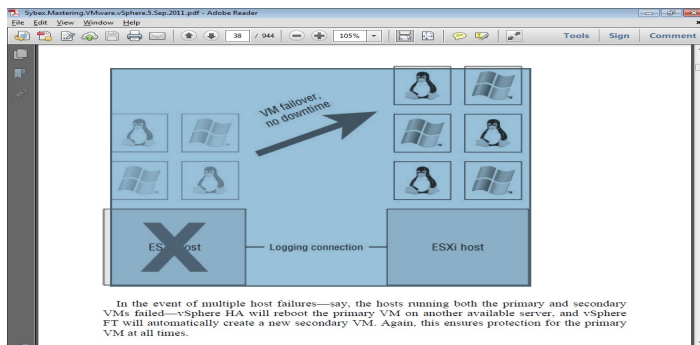 Sybex.Mastering.VMware.vSphere.5.Sep.2011.pdf - Adobe Reader
File Edit View Window Help
38 / 944 105% Tools Sign Comment
VM failover,
no downtime
Logging connection ESXi host
In the event of multiple host failures—say, the hosts running both the primary and secondary
VMs failed—vSphere HA will reboot the primary VM on another available server, and vSphere
FT will automatically create a new secondary VM. Again, this ensures protection for the primary
VM at all times.